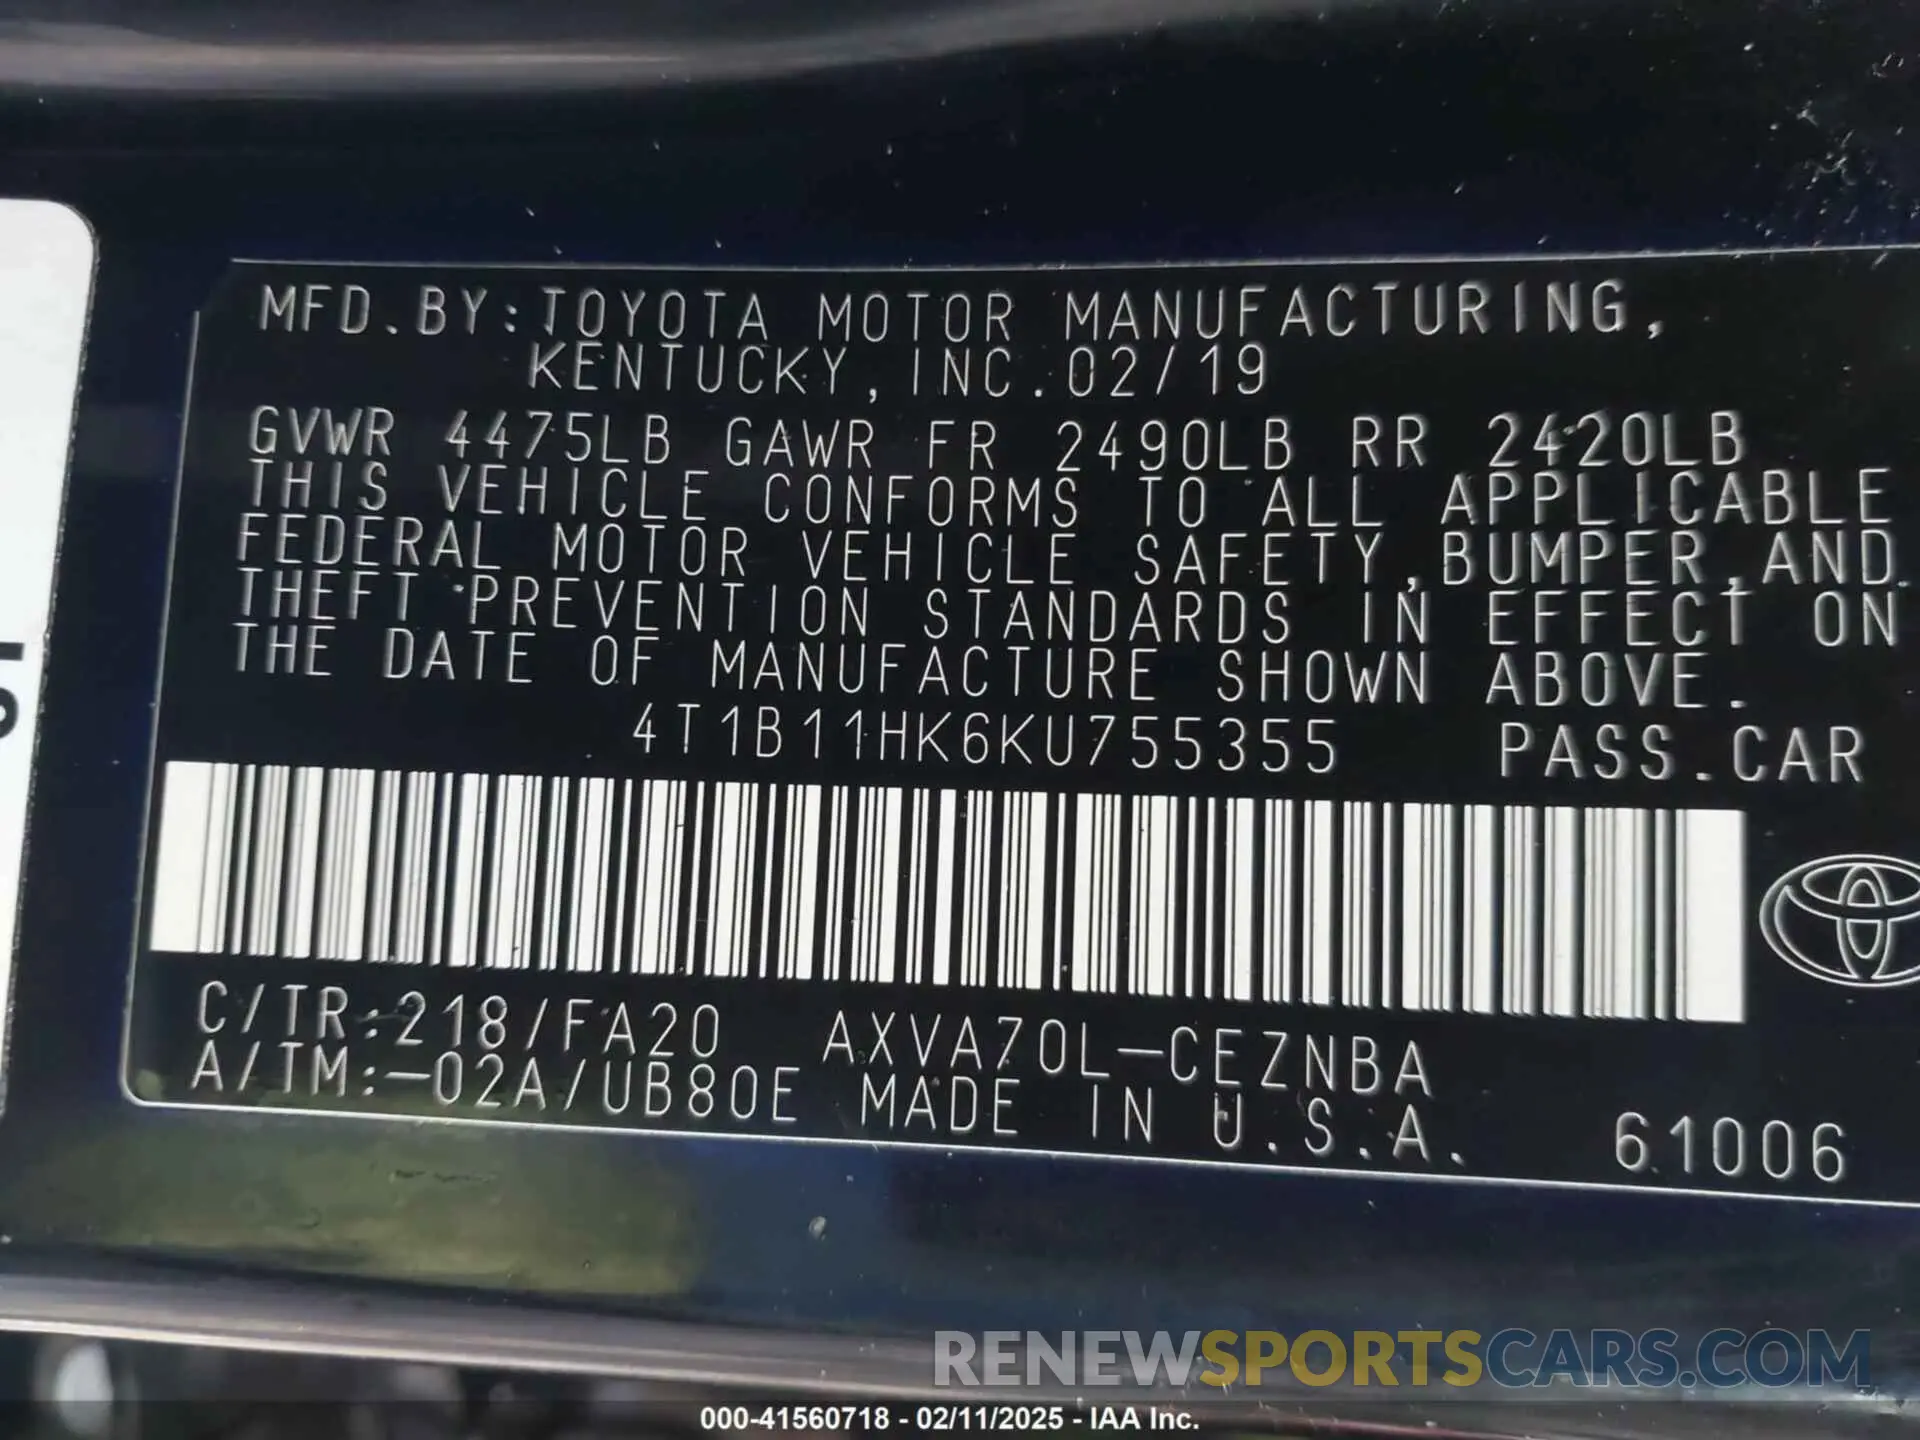 MFD.BY:TOYOTA MOTOR MANUFACTURING,
KENTUCKY,INC.02/19
GVWR 4475LB GAWR FR 2490LB RR 2420LB
THIS VEHICLE CONFORMS TO ALL APPLICABLE
FEDERAL MOTOR VEHICLE SAFETY,BUMPER,AND
THEFT PREVENTION STANDARDS IN EFFECT ON
THE DATE OF MANUFACTURE SHOWN ABOVE.
4T1B11HK6KU755355 PASS.CAR
C/TR:218/FA20 AXVA70L-CEZNBA
A/TM:-02A/UB80E MADE IN U.S.A. 61006
RENEWSPORTSCARS.COM
000-41560718 - 02/11/2025 - IAA Inc.